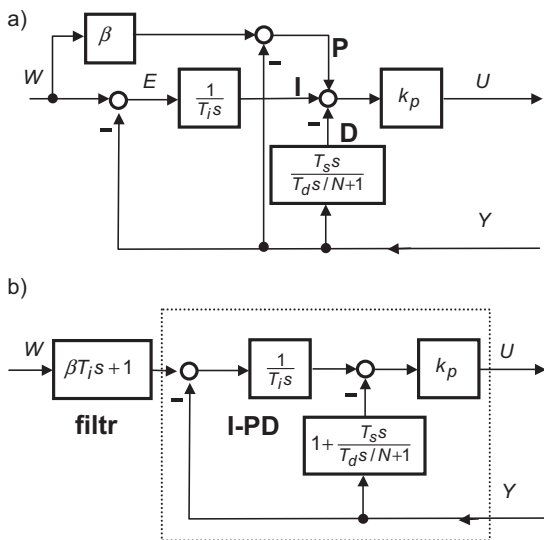 a)
β
P
W
E
1
T_i s
I
k_p
U
D
T_s s
T_d s / N+1
Y
b)
W
βT_i s+1
filtr
1
T_i s
I-PD
k_p
U
1+ T_s s
T_d s / N+1
Y